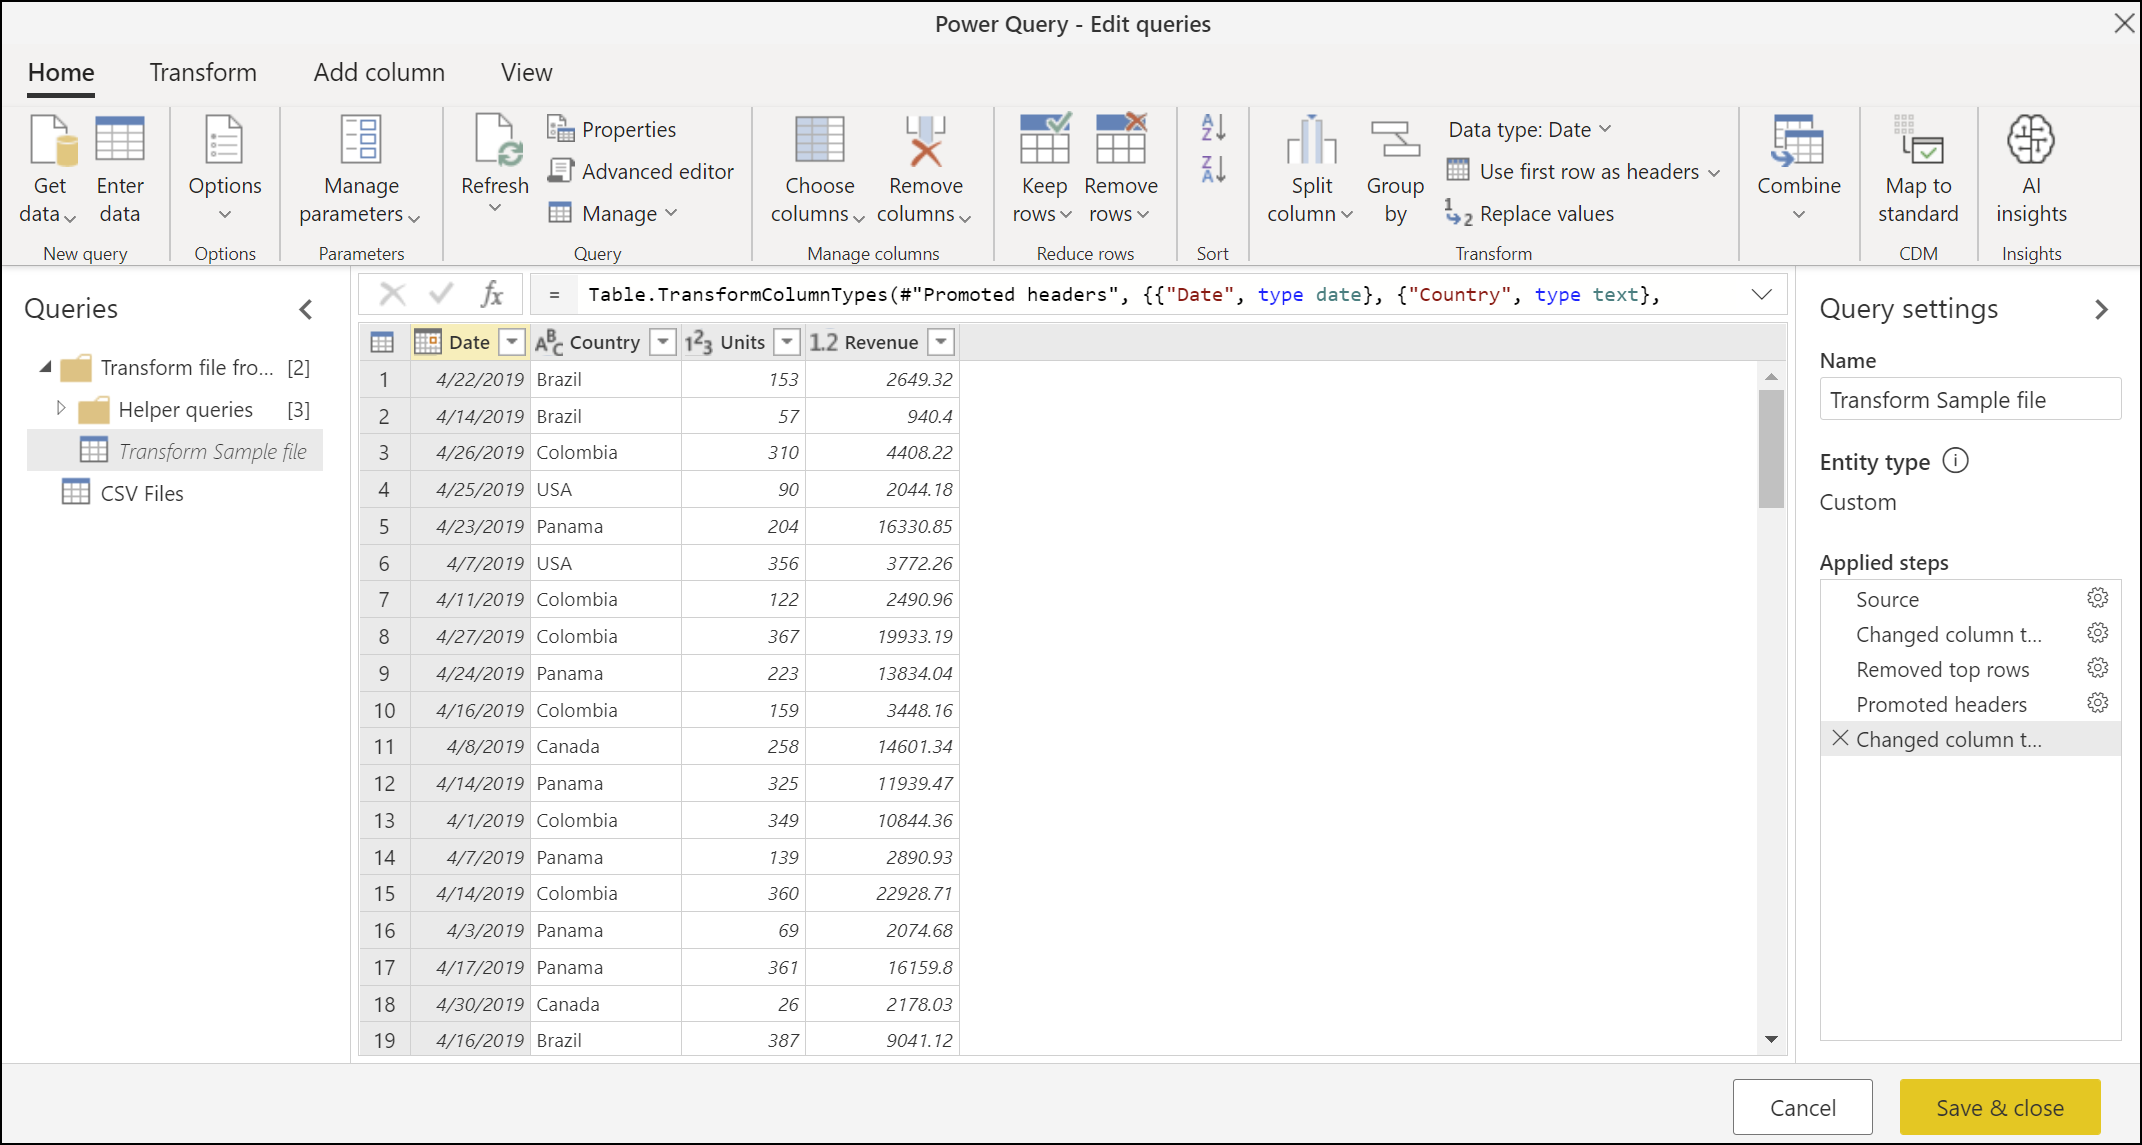 Power Query - Edit queries
Home Transform Add column View
Get data
Enter data
New query
Options
Options
Manage parameters
Parameters
Refresh
Properties
Advanced editor
Manage
Query
Choose columns
Remove columns
Manage columns
Keep rows
Remove rows
Reduce rows
A Z
Z A
Sort
Split column
Group by
Data type: Date
Use first row as headers
1 2 Replace values
Transform
Combine
Map to standard
CDM
AI insights
Insights
Queries
Transform file fro... [2]
Helper queries [3]
Transform Sample file
CSV Files
fx = Table.TransformColumnTypes(#"Promoted headers", {{"Date", type date}, {"Country", type text},
Date ABC Country 123 Units 1.2 Revenue
1 4/22/2019 Brazil 153 2649.32
2 4/14/2019 Brazil 57 940.4
3 4/26/2019 Colombia 310 4408.22
4 4/25/2019 USA 90 2044.18
5 4/23/2019 Panama 204 16330.85
6 4/7/2019 USA 356 3772.26
7 4/11/2019 Colombia 122 2490.96
8 4/27/2019 Colombia 367 19933.19
9 4/24/2019 Panama 223 13834.04
10 4/16/2019 Colombia 159 3448.16
11 4/8/2019 Canada 258 14601.34
12 4/14/2019 Panama 325 11939.47
13 4/1/2019 Colombia 349 10844.36
14 4/7/2019 Panama 139 2890.93
15 4/14/2019 Colombia 360 22928.71
16 4/3/2019 Panama 69 2074.68
17 4/17/2019 Panama 361 16159.8
18 4/30/2019 Canada 26 2178.03
19 4/16/2019 Brazil 387 9041.12
Query settings
Name
Transform Sample file
Entity type
Custom
Applied steps
Source
Changed column t...
Removed top rows
Promoted headers
Changed column t...
Cancel
Save & close